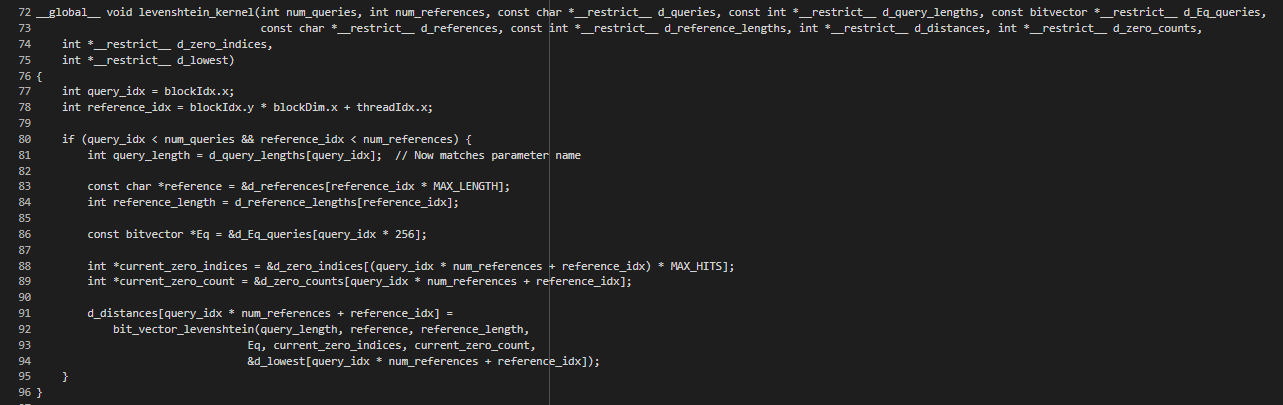 72 __global__ void levenshtein_kernel(int num_queries, int num_references, const char *__restrict__ d_queries, const int *__restrict__ d_query_lengths, const bitvector *__restrict__ d_Eq_queries,
73                                    const char *__restrict__ d_references, const int *__restrict__ d_reference_lengths, int *__restrict__ d_distances, int *__restrict__ d_zero_counts,
74     int *__restrict__ d_zero_indices,
75     int *__restrict__ d_lowest)
76 {
77     int query_idx = blockIdx.x;
78     int reference_idx = blockIdx.y * blockDim.x + threadIdx.x;
79
80     if (query_idx < num_queries && reference_idx < num_references) {
81         int query_length = d_query_lengths[query_idx];  // Now matches parameter name
82
83         const char *reference = &d_references[reference_idx * MAX_LENGTH];
84         int reference_length = d_reference_lengths[reference_idx];
85
86         const bitvector *Eq = &d_Eq_queries[query_idx * 256];
87
88         int *current_zero_indices = &d_zero_indices[(query_idx * num_references + reference_idx) * MAX_HITS];
89         int *current_zero_count = &d_zero_counts[query_idx * num_references + reference_idx];
90
91         d_distances[query_idx * num_references + reference_idx] =
92             bit_vector_levenshtein(query_length, reference, reference_length,
93                                  Eq, current_zero_indices, current_zero_count,
94                                  &d_lowest[query_idx * num_references + reference_idx]);
95     }
96 }